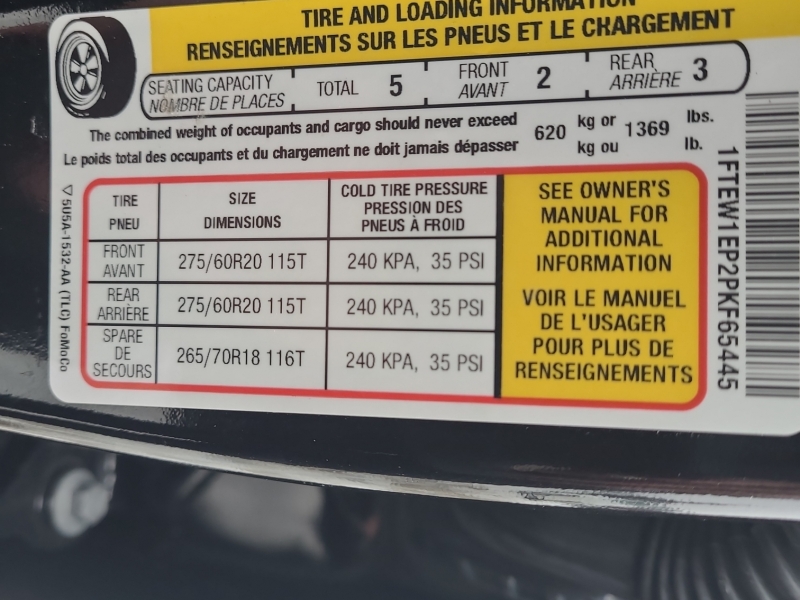 TIRE AND LOADING INFORMATION
RENSEIGNEMENTS SUR LES PNEUS ET LE CHARGEMENT
SEATING CAPACITY
NOMBRE DE PLACES
TOTAL 5
FRONT
AVANT
2
REAR
ARRIÈRE
3
The combined weight of occupants and cargo should never exceed
Le poids total des occupants et du chargement ne doit jamais dépasser
620 kg or 1369 lbs.
kg ou lb.
TIRE
PNEU
SIZE
DIMENSIONS
COLD TIRE PRESSURE
PRESSION DES
PNEUS À FROID
FRONT
AVANT
275/60R20 115T
240 KPA, 35 PSI
REAR
ARRIÈRE
275/60R20 115T
240 KPA, 35 PSI
SPARE
DE
SECOURS
265/70R18 116T
240 KPA, 35 PSI
SEE OWNER'S
MANUAL FOR
ADDITIONAL
INFORMATION
VOIR LE MANUEL
DE L'USAGER
POUR PLUS DE
RENSEIGNEMENTS
5U5A-1532-AA (TLC) FoMoCo
1FTEW1EP2PKF65445